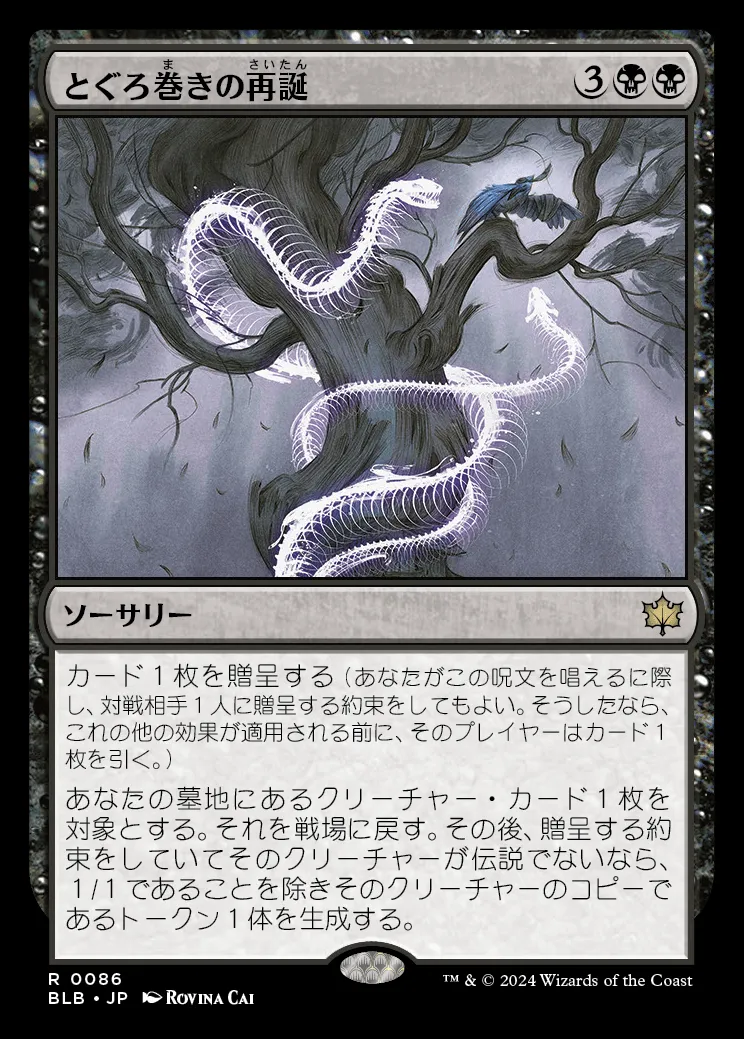 とぐろ巻きの再誕
ま さいたん
3
ソーサリー
カード1枚を贈呈する（あなたがこの呪文を唱えるに際
し、対戦相手1人に贈呈する約束をしてもよい。そうしたなら、
これの他の効果が適用される前に、そのプレイヤーはカード1
枚を引く。）
あなたの墓地にあるクリーチャー・カード1枚を
対象とする。それを戦場に戻す。その後、贈呈する約
束をしていてそのクリーチャーが伝説でないなら、
1/1であることを除きそのクリーチャーのコピーで
あるトークン1体を生成する。
R 0086
BLB • JP Rovina Cai
™ & © 2024 Wizards of the Coast